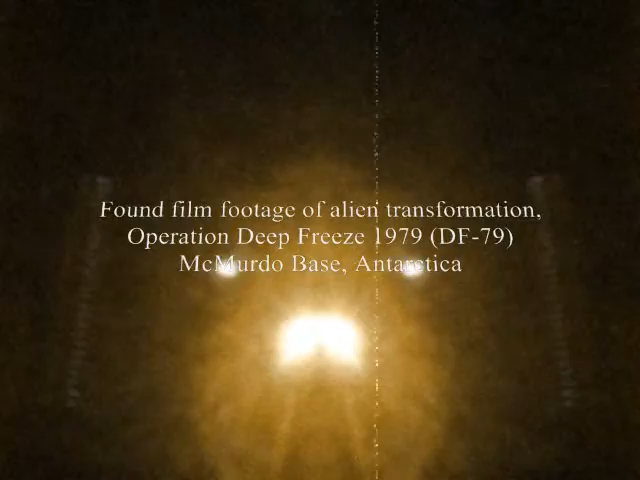 Found film footage of alien transformation,
Operation Deep Freeze 1979 (DF-79)
McMurdo Base, Antarctica